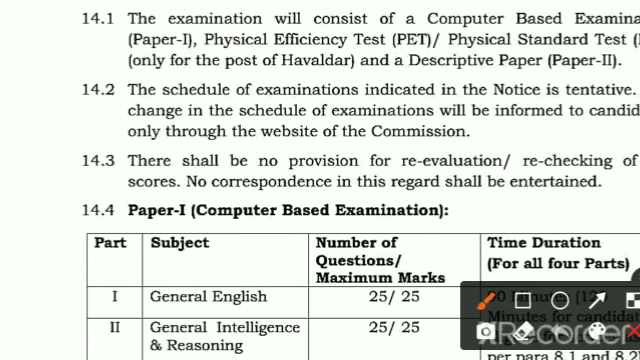 14.1 The examination will consist of a Computer Based
(Paper-I), Physical Efficiency Test (PET)/ Physical Standard Test
(only for the post of Havaldar) and a Descriptive Paper (Paper-II).
14.2 The schedule of examinations indicated in the Notice is tentative.
change in the schedule of examinations will be informed to
only through the website of the Commission.
14.3 There shall be no provision for re-evaluation/ re-checking of
scores. No correspondence in this regard shall be entertained.
14.4 Paper-I (Computer Based Examination):
Part Subject Number of Questions/ Maximum Marks Time Duration (For all four Parts)
I General English 25/ 25
II General Intelligence & Reasoning 25/ 25
Minutes for
per para 8.1 and